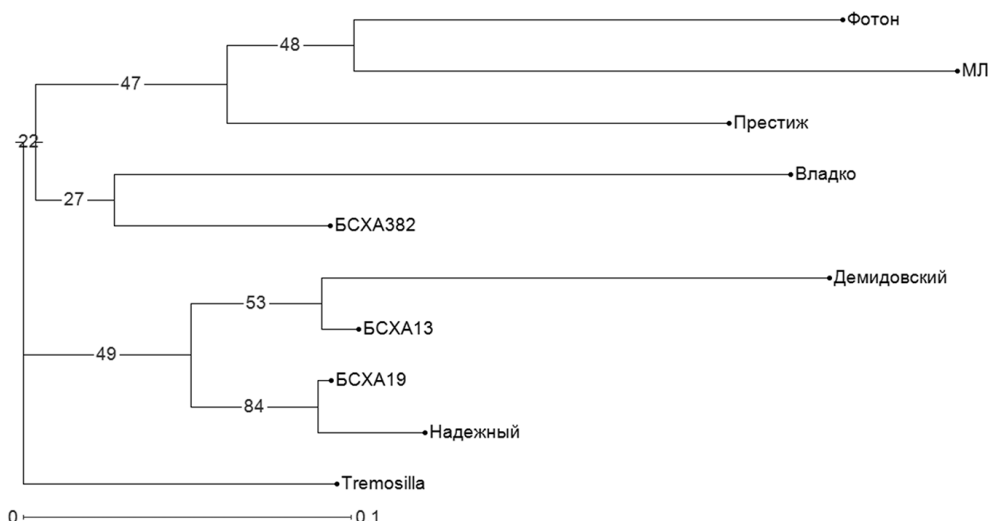 Фотон
48
МЛ
47
Престиж
22
Владко
27
БСХА382
Демидовский
53
БСХА13
49
БСХА19
84
Надежный
Tremosilla
0 0.1